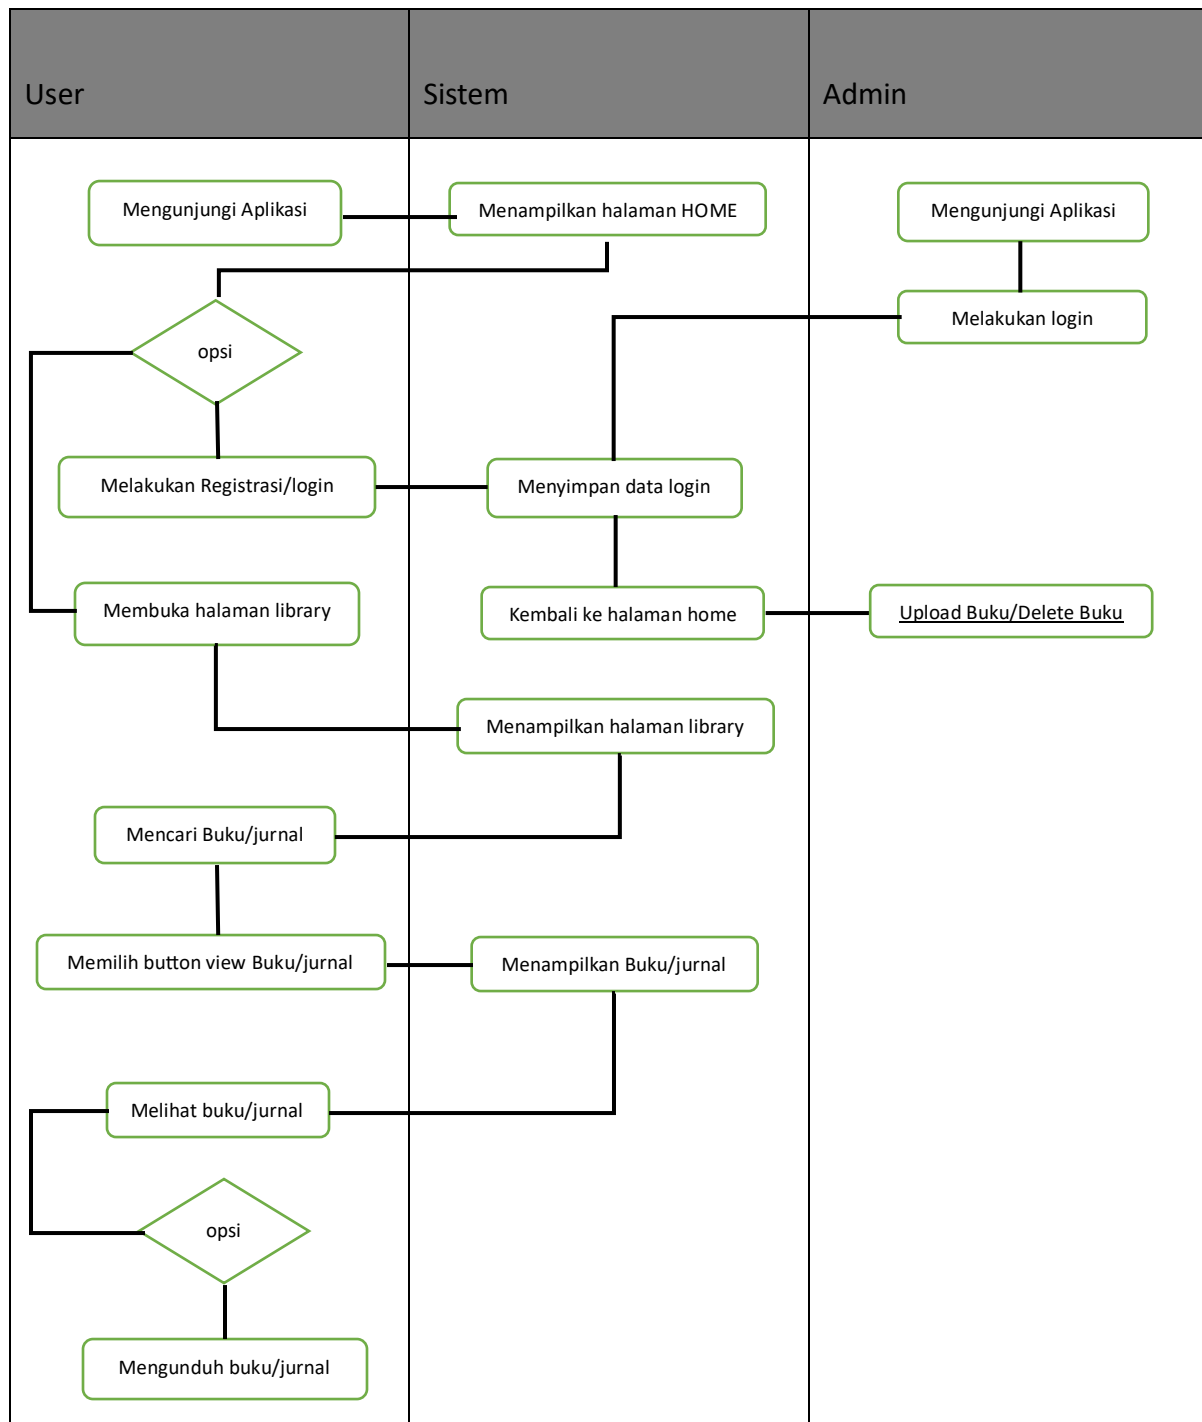 User
Sistem
Admin
Mengunjungi Aplikasi
Menampilkan halaman HOME
Mengunjungi Aplikasi
Melakukan login
opsi
Melakukan Registrasi/login
Menyimpan data login
Membuka halaman library
Kembali ke halaman home
Upload Buku/Delete Buku
Menampilkan halaman library
Mencari Buku/jurnal
Memilih button view Buku/jurnal
Menampilkan Buku/jurnal
Melihat buku/jurnal
opsi
Mengunduh buku/jurnal